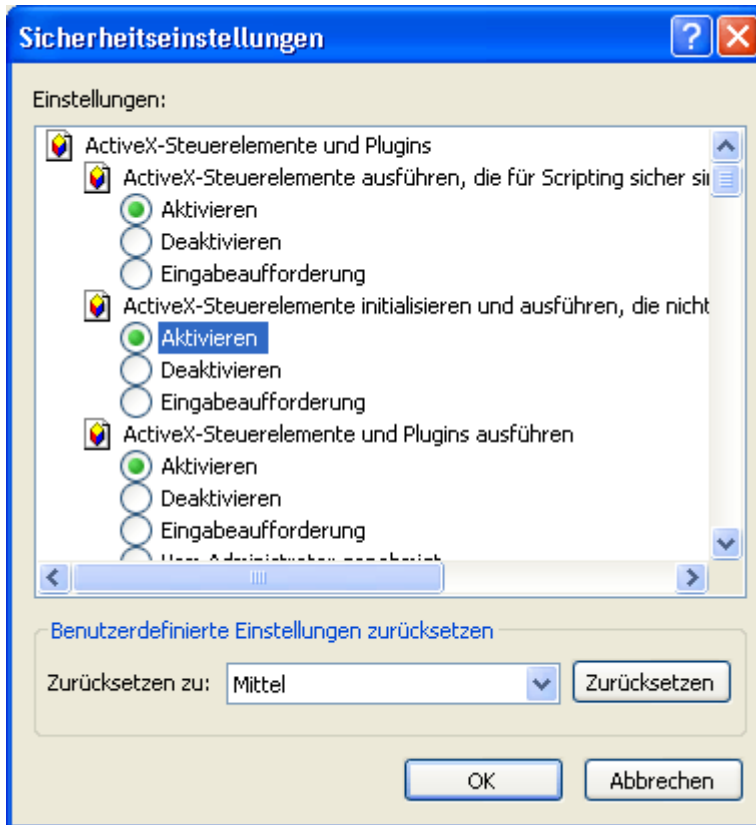 Sicherheitseinstellungen
Einstellungen:
ActiveX-Steuerelemente und Plugins
ActiveX-Steuerelemente ausführen, die für Scripting sicher
Aktivieren
Deaktivieren
Eingabeaufforderung
ActiveX-Steuerelemente initialisieren und ausführen, die nicht
Aktivieren
Deaktivieren
Eingabeaufforderung
ActiveX-Steuerelemente und Plugins ausführen
Aktivieren
Deaktivieren
Eingabeaufforderung
Benutzerdefinierte Einstellungen zurücksetzen
Zurücksetzen zu: Mittel Zurücksetzen
OK Abbrechen